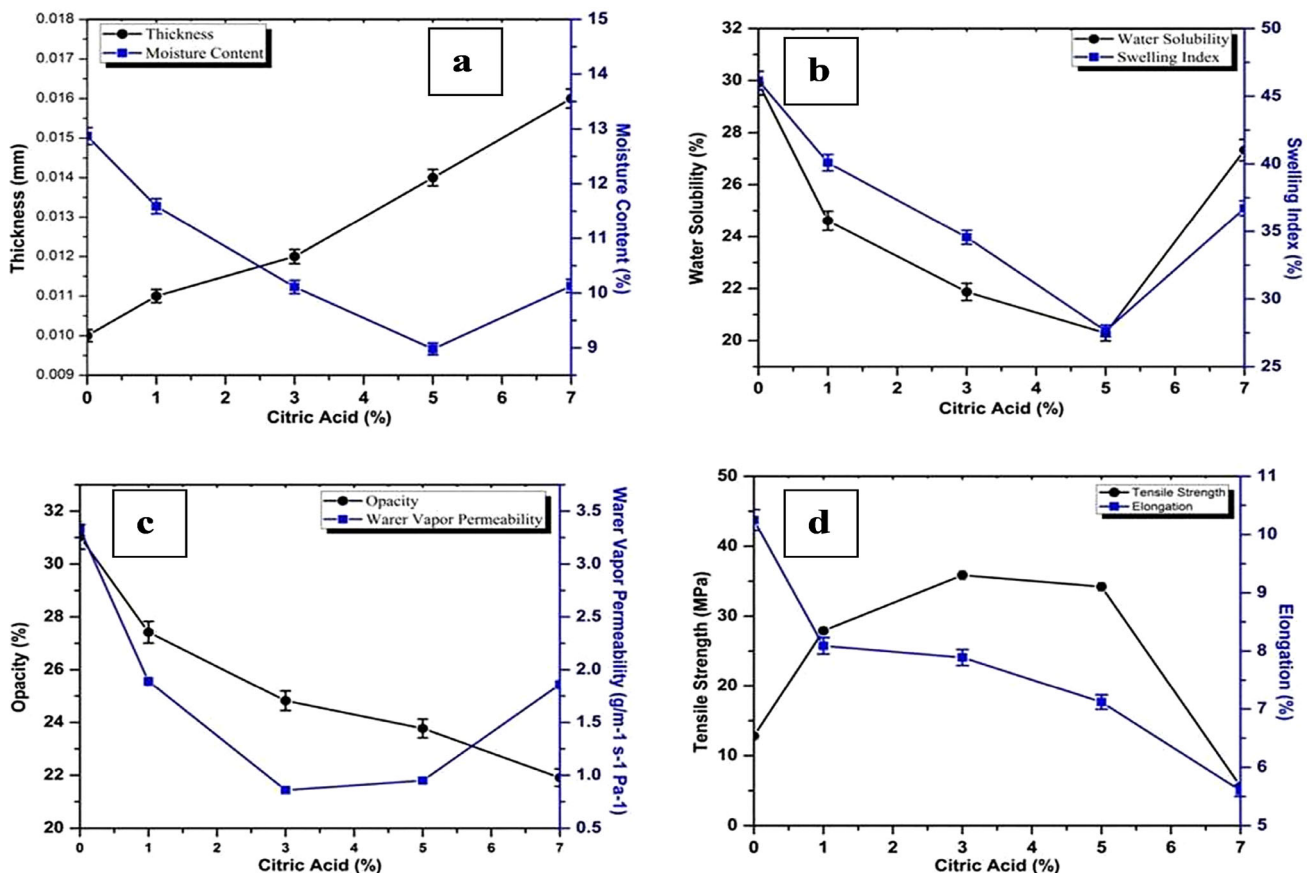 Thickness
Moisture Content
a
0.018
0.017
0.016
0.015
0.014
0.013
0.012
0.011
0.010
0.009
Thickness (mm)
15
14
13
12
11
10
9
Moisture Content (%)
0 1 2 3 4 5 6 7
Citric Acid (%)
Water Solubility
Swelling Index
b
32
30
28
26
24
22
20
Water Solubility (%)
50
45
40
35
30
25
Swelling Index (%)
0 1 2 3 4 5 6 7
Citric Acid (%)
Opacity
Warer Vapor Permeability
c
32
30
28
26
24
22
20
Opacity (%)
3.5
3.0
2.5
2.0
1.5
1.0
0.5
Warer Vapor Permeability (g/m-1 s-1 Pa-1)
0 1 2 3 4 5 6 7
Citric Acid (%)
Tensile Strength
Elongation
d
50
40
30
20
10
0
Tensile Strength (MPa)
11
10
9
8
7
6
5
Elongation (%)
0 1 2 3 4 5 6 7
Citric Acid (%)